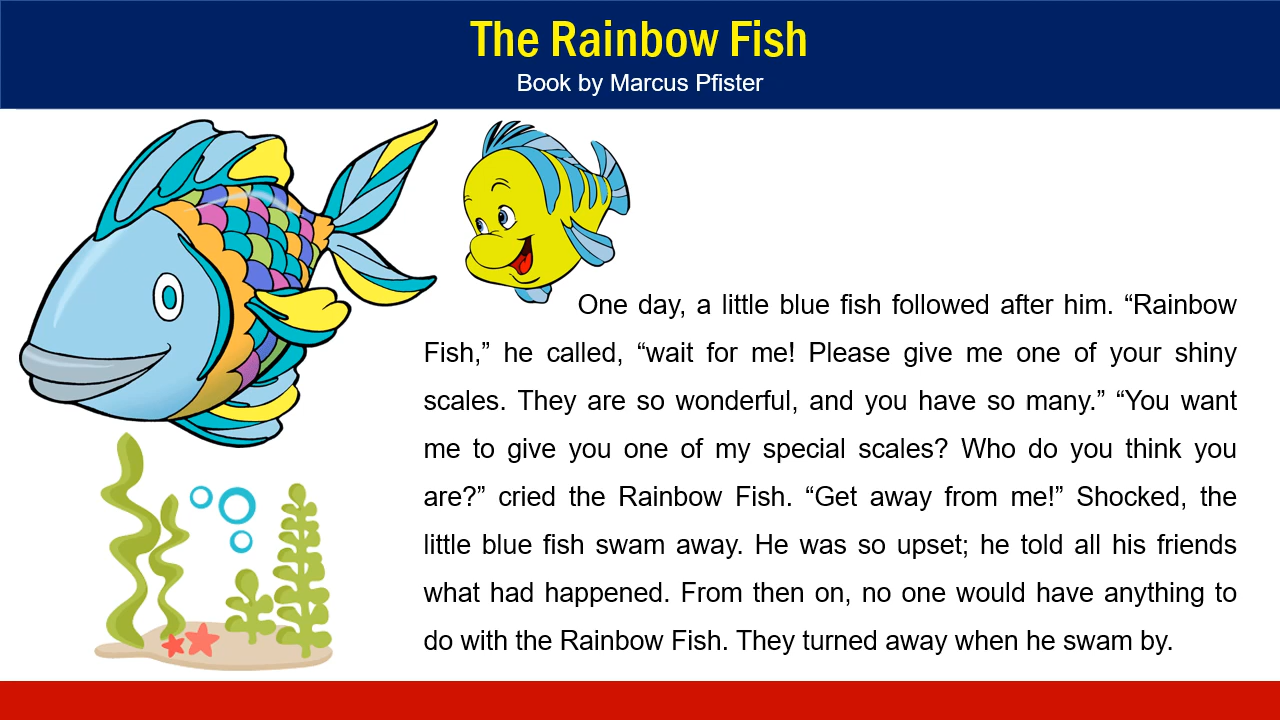 The Rainbow Fish
Book by Marcus Pfister
One day, a little blue fish followed after him. “Rainbow
Fish,” he called, “wait for me! Please give me one of your shiny
scales. They are so wonderful, and you have so many.” “You want
me to give you one of my special scales? Who do you think you
are?” cried the Rainbow Fish. “Get away from me!” Shocked, the
little blue fish swam away. He was so upset; he told all his friends
what had happened. From then on, no one would have anything to
do with the Rainbow Fish. They turned away when he swam by.